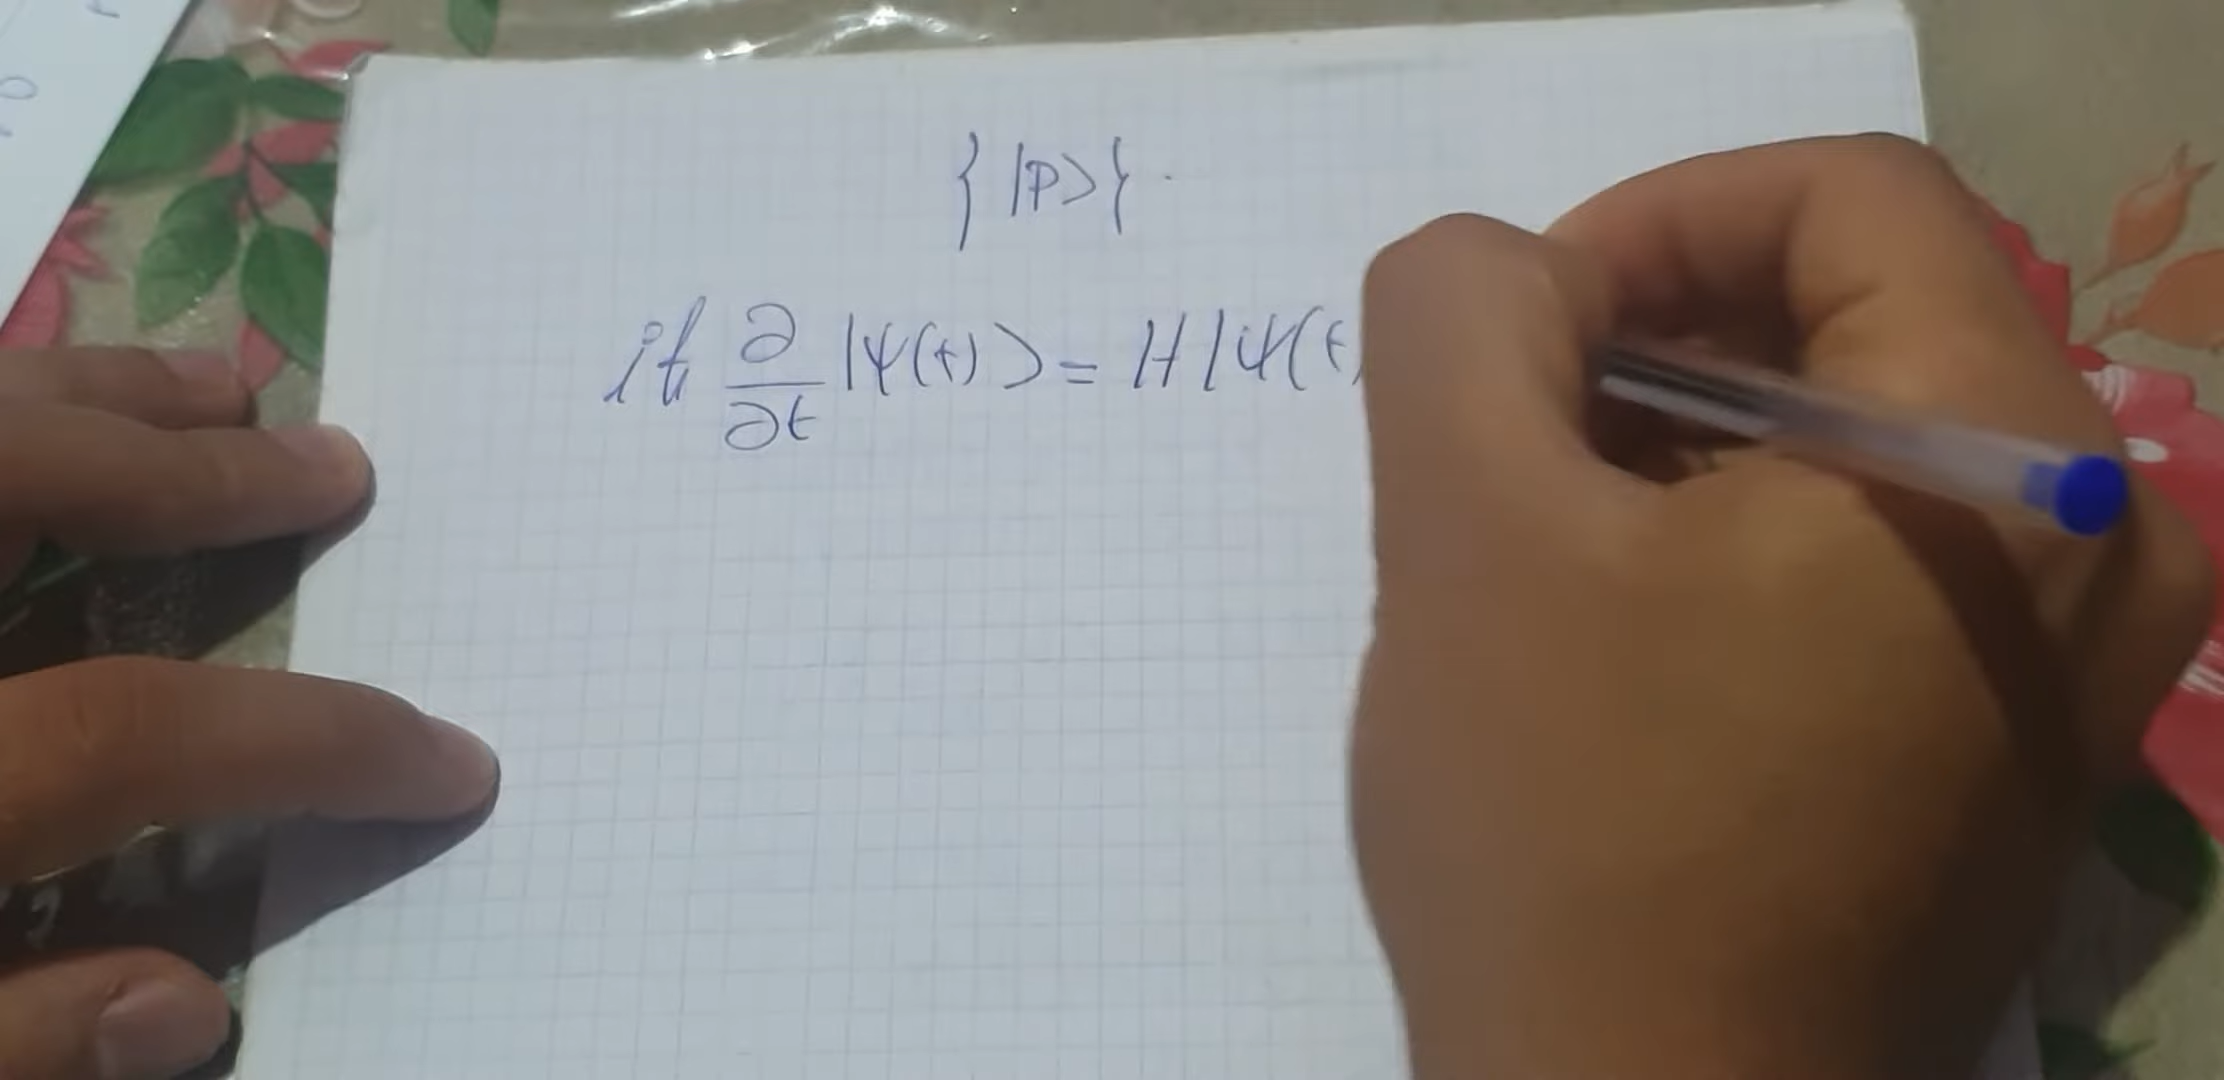 { |P> } .
iħ ∂/∂t |ψ(t)> = H |ψ(t)